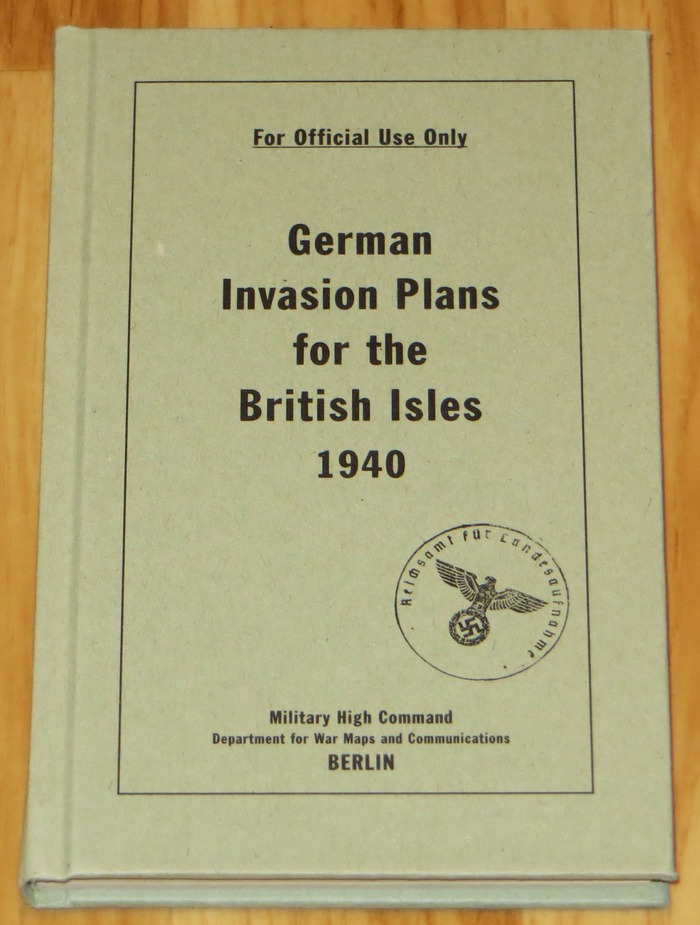 For Official Use Only
German
Invasion Plans
for the
British Isles
1940
Reichsamt für Landesaufnahme
Military High Command
Department for War Maps and Communications
BERLIN